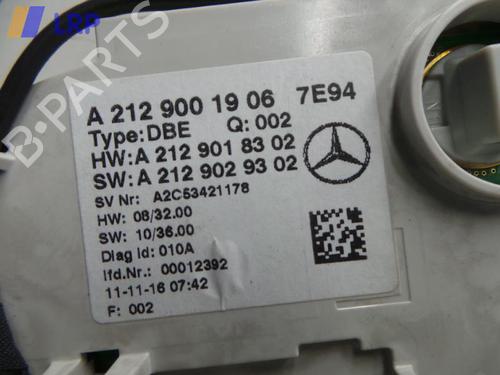 LRP
B-PARTS
A 212 900 19 06 7E94
Type:DBE Q: 002
HW:A 212 901 83 02
SW:A 212 902 93 02
SV Nr: A2C53421178
HW: 08/32.00
SW: 10/36.00
Diag id: 010A
lfd.Nr.: 00012392
11-11-16 07:42
F: 002